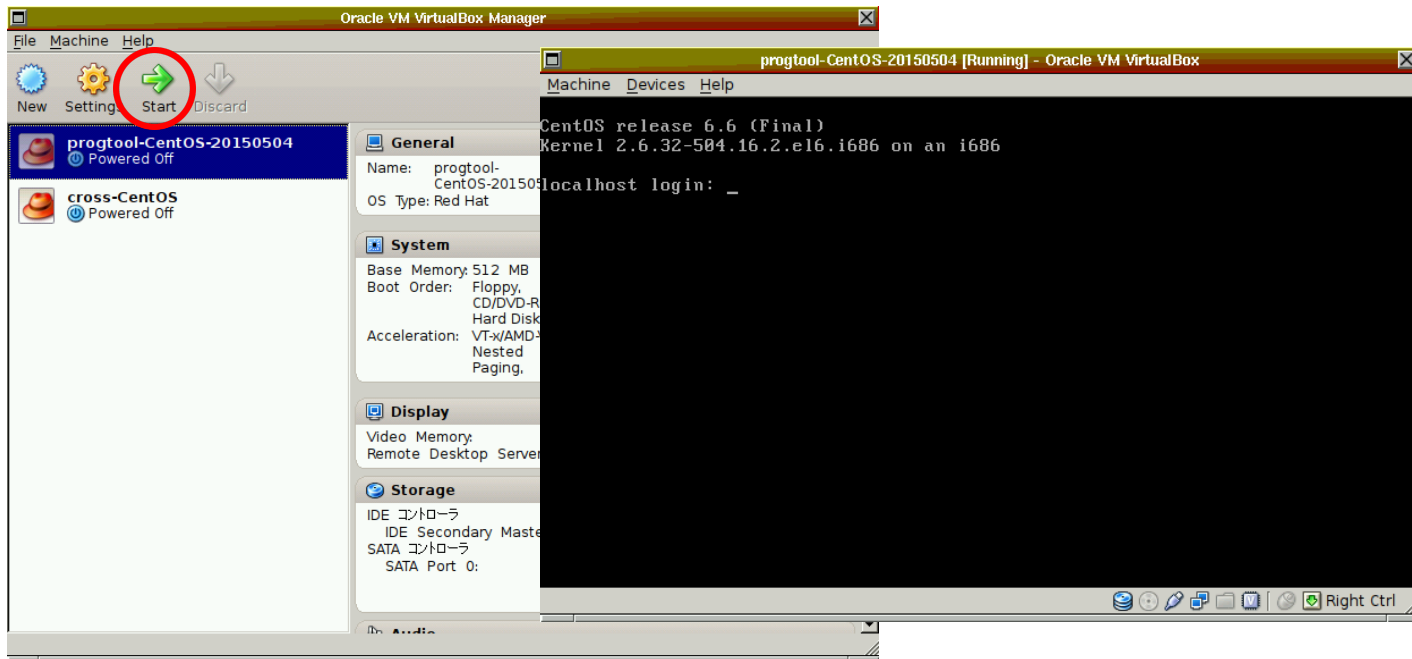 Oracle VM VirtualBox Manager
File Machine Help
New Settings Start Discard
progtool-CentOS-20150504
Powered Off
cross-CentOS
Powered Off
General
Name: progtool-
CentOS-20150
OS Type: Red Hat
System
Base Memory: 512 MB
Boot Order: Floppy,
CD/DVD-R
Hard Disk
Acceleration: VT-x/AMD-
Nested
Paging,
Display
Video Memory:
Remote Desktop Server
Storage
IDE コントローラ
IDE Secondary Maste
SATA コントローラ
SATA Port 0:
Audio
progtool-CentOS-20150504 [Running] - Oracle VM VirtualBox
Machine Devices Help
CentOS release 6.6 (Final)
Kernel 2.6.32-504.16.2.el6.i686 on an i686
localhost login: _
Right Ctrl